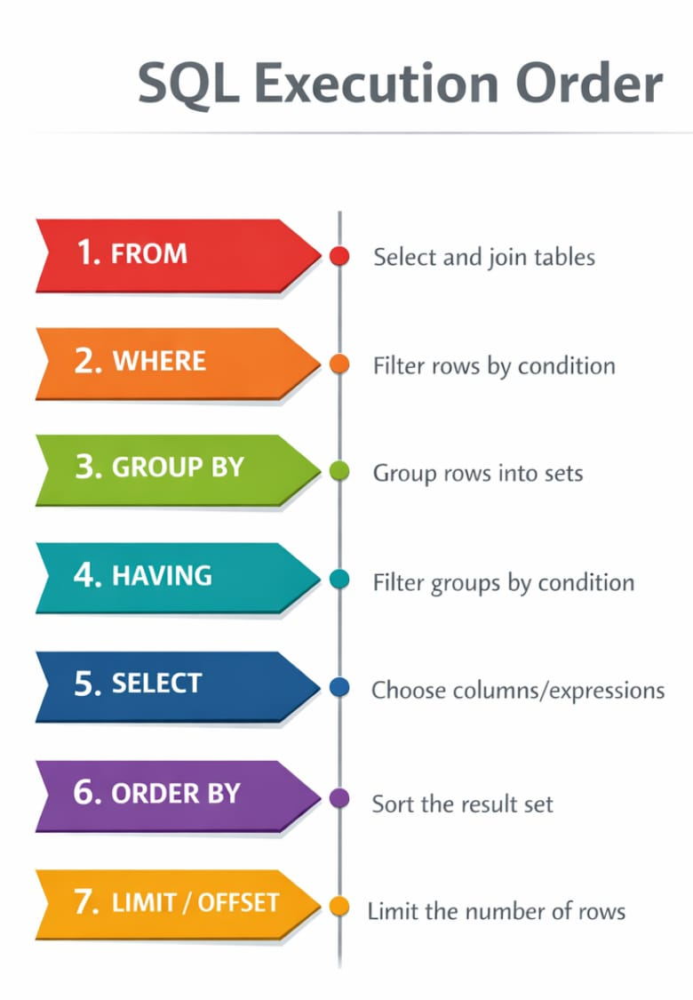 SQL Execution Order
1. FROM
Select and join tables
2. WHERE
Filter rows by condition
3. GROUP BY
Group rows into sets
4. HAVING
Filter groups by condition
5. SELECT
Choose columns/expressions
6. ORDER BY
Sort the result set
7. LIMIT / OFFSET
Limit the number of rows